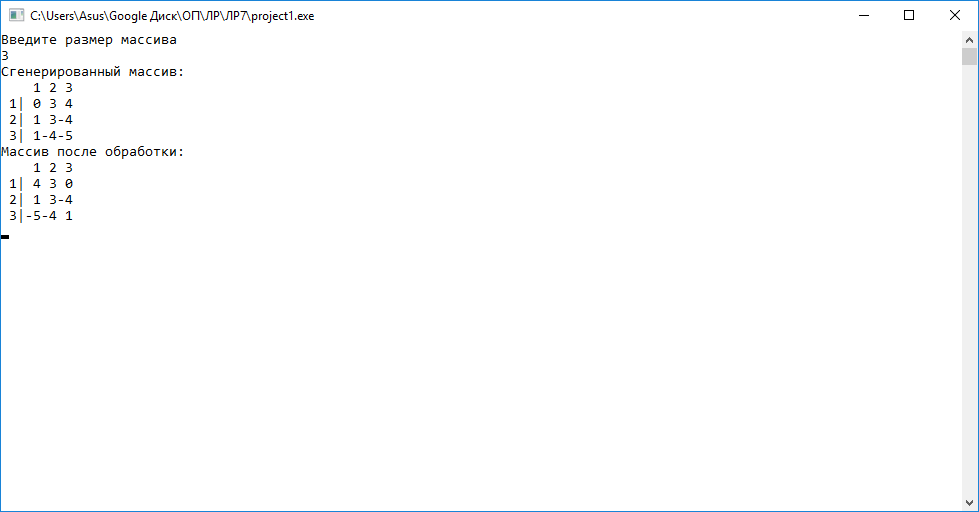 C:\Users\Asus\Google Диск\ОП\ЛР\ЛР7\project1.exe
Введите размер массива
3
Сгенерированный массив:
    1 2 3
 1| 0 3 4
 2| 1 3-4
 3| 1-4-5
Массив после обработки:
    1 2 3
 1| 4 3 0
 2| 1 3-4
 3|-5-4 1